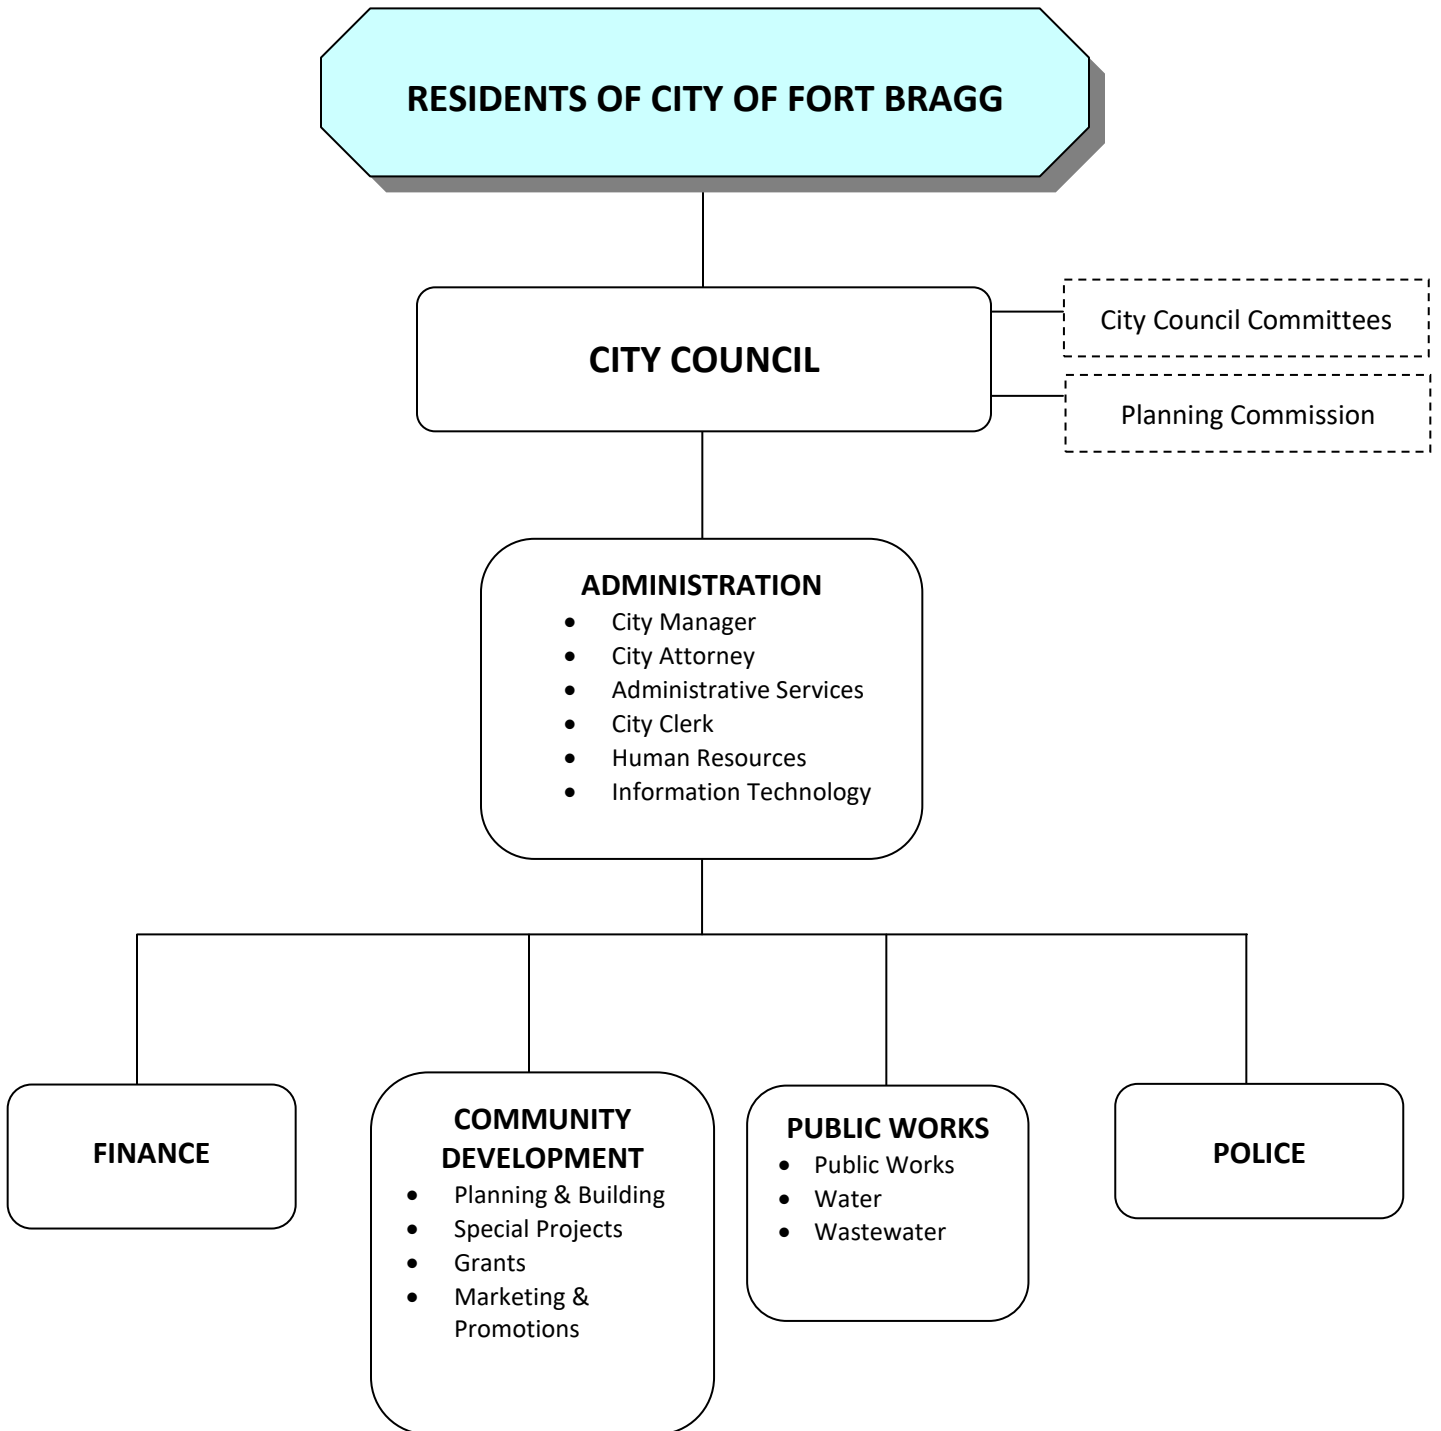 RESIDENTS OF CITY OF FORT BRAGG
CITY COUNCIL
City Council Committees
Planning Commission
ADMINISTRATION
• City Manager
• City Attorney
• Administrative Services
• City Clerk
• Human Resources
• Information Technology
FINANCE
COMMUNITY
DEVELOPMENT
• Planning & Building
• Special Projects
• Grants
• Marketing &
Promotions
PUBLIC WORKS
• Public Works
• Water
• Wastewater
POLICE